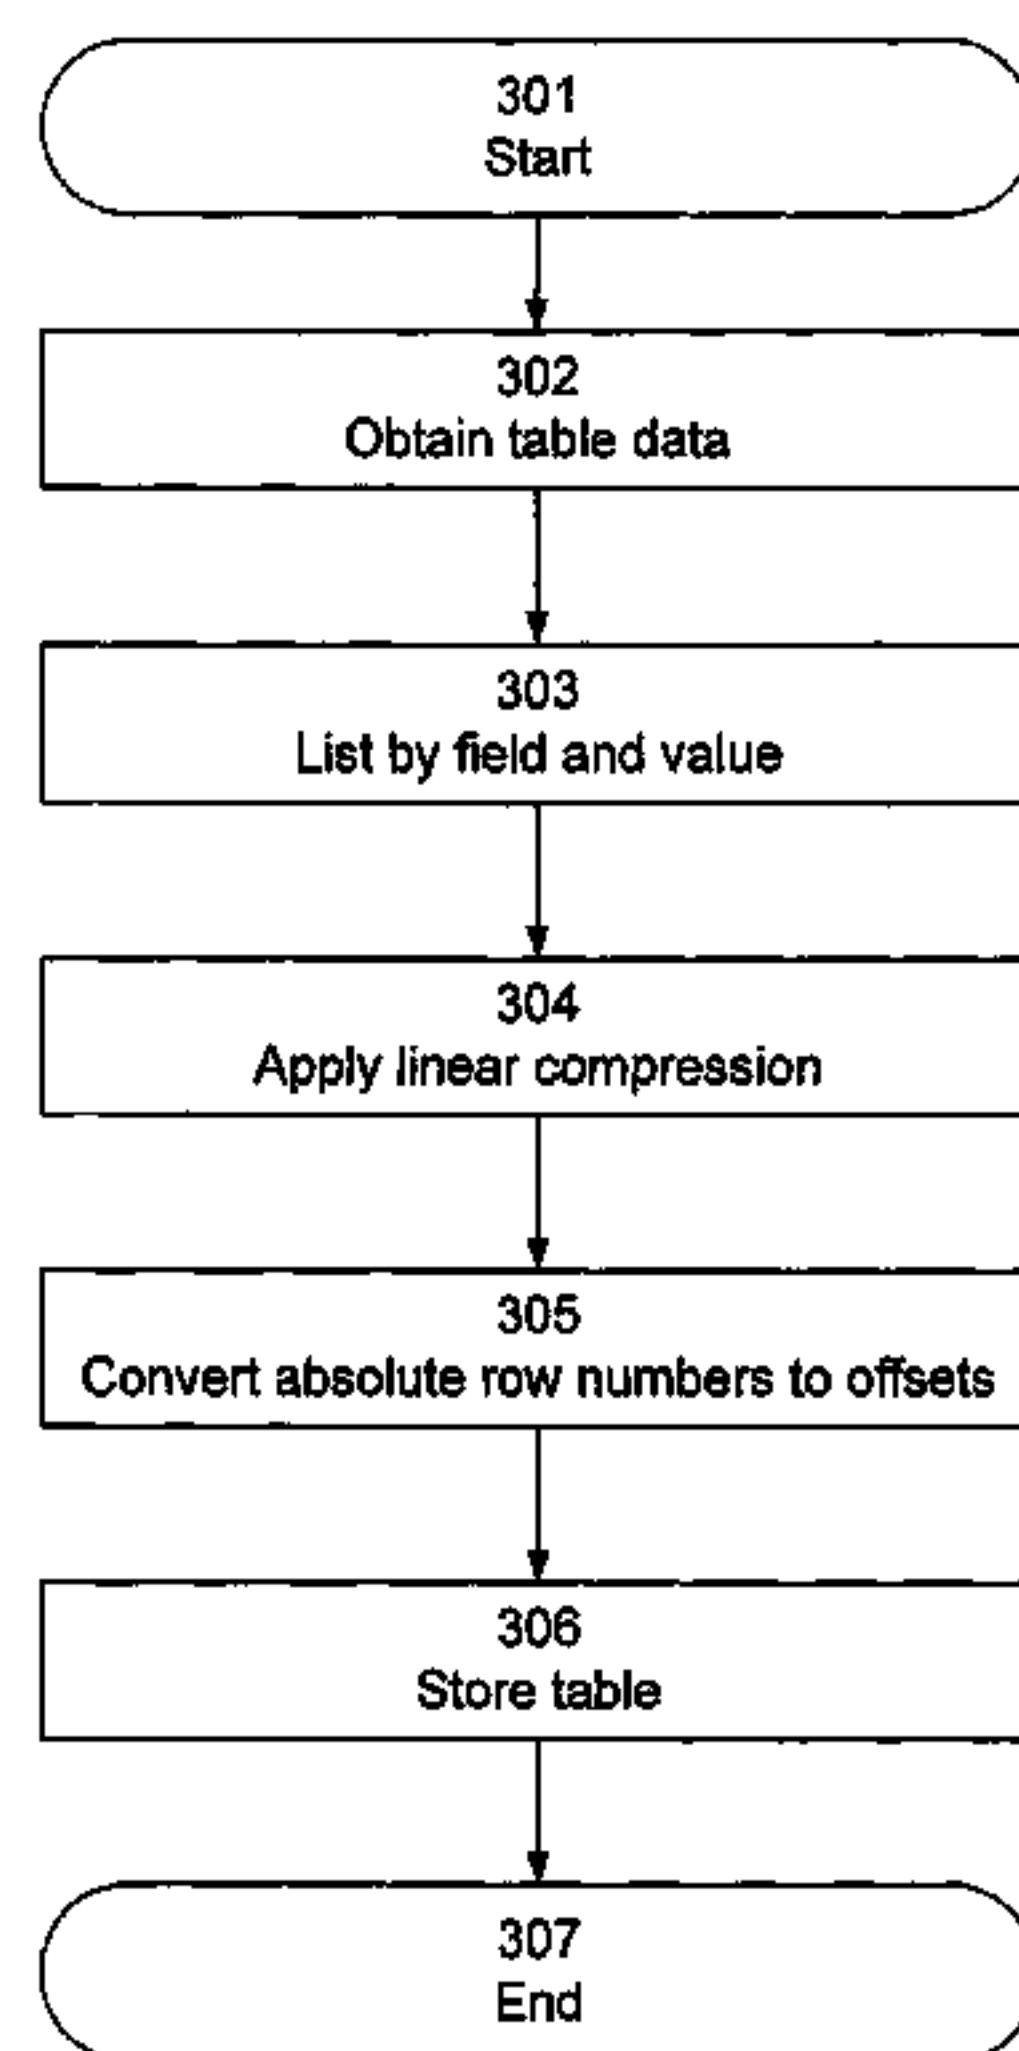 301
Start
302
Obtain table data
303
List by field and value
304
Apply linear compression
305
Convert absolute row numbers to offsets
306
Store table
307
End